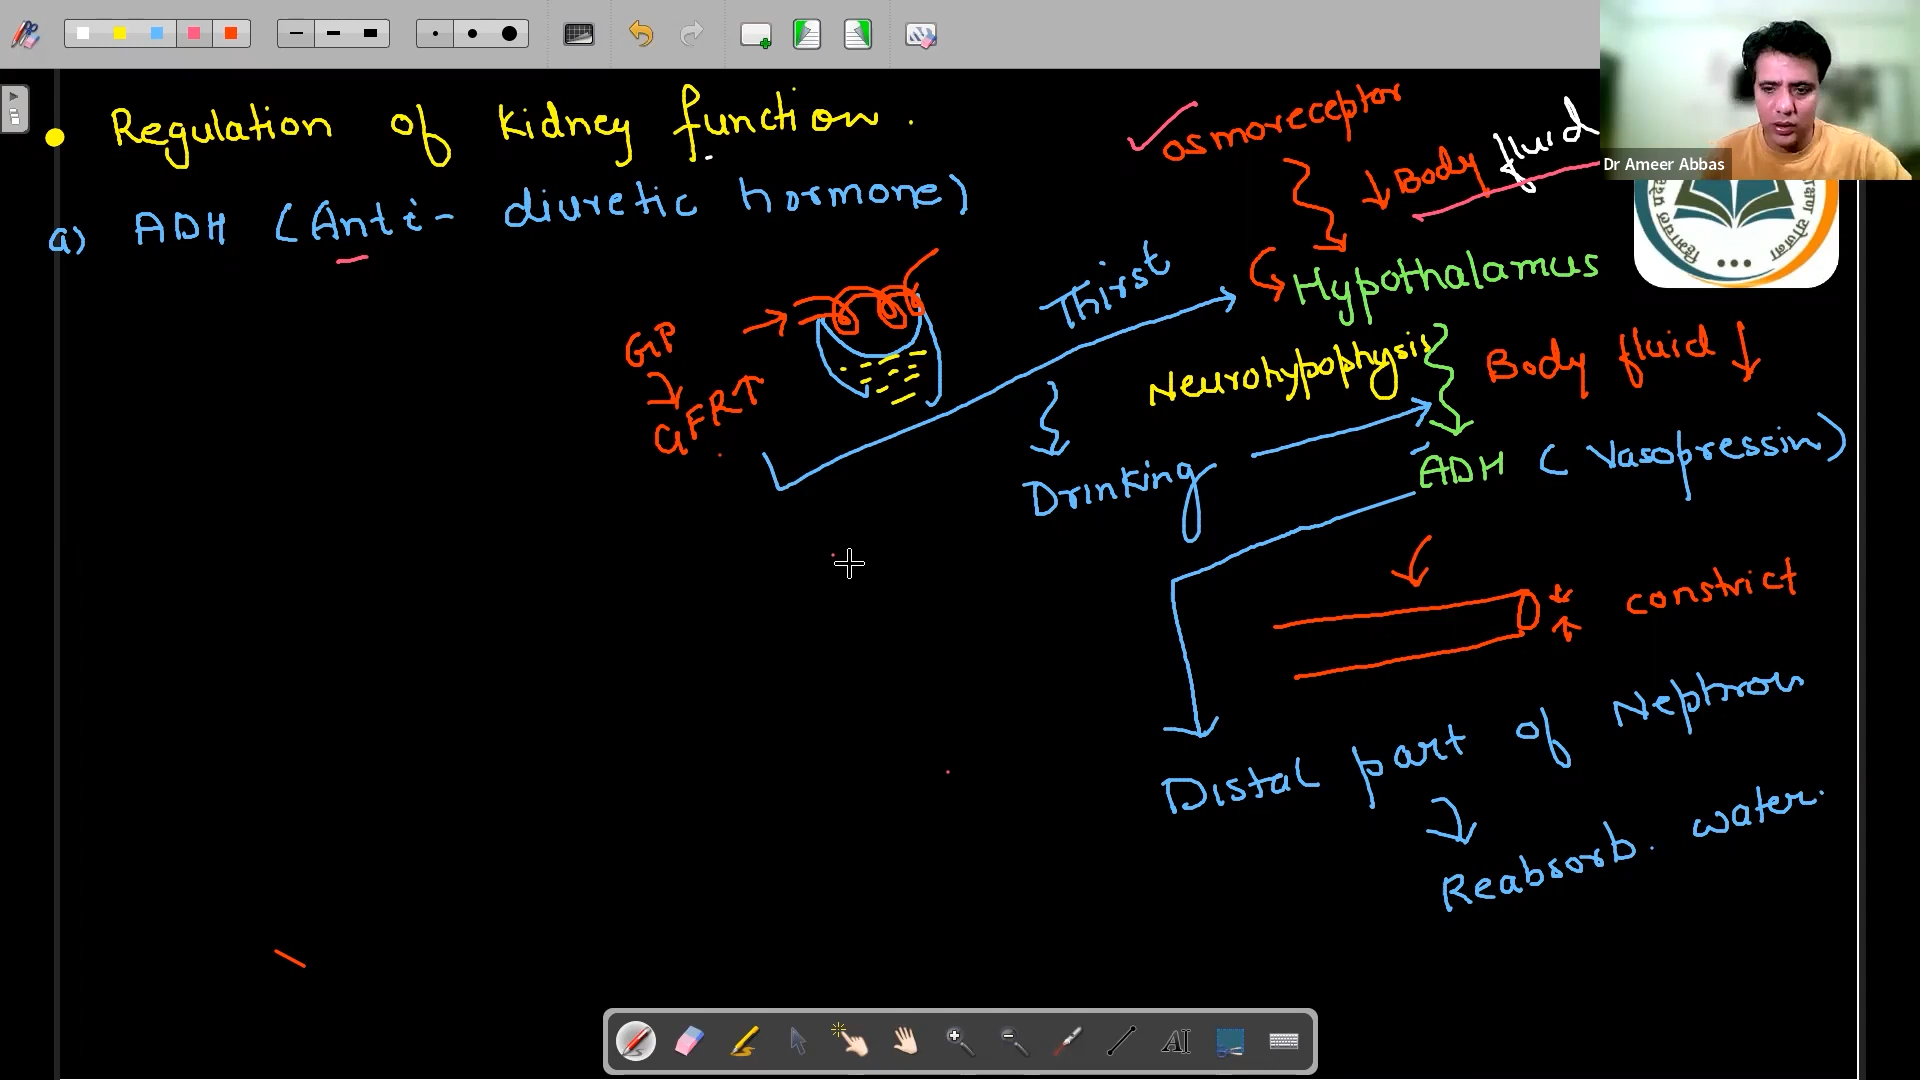 Regulation of kidney function.
a) ADH (Anti-diuretic hormone)
osmoreceptor
↓ Body fluid
Dr Ameer Abbas
Hypothalamus
Thirst
GP
GFR↑
Neurohypophysis
Body fluid ↓
Drinking
ADH (Vasopressin)
constrict
Distal part of Nephron
Reabsorb. water.
AI